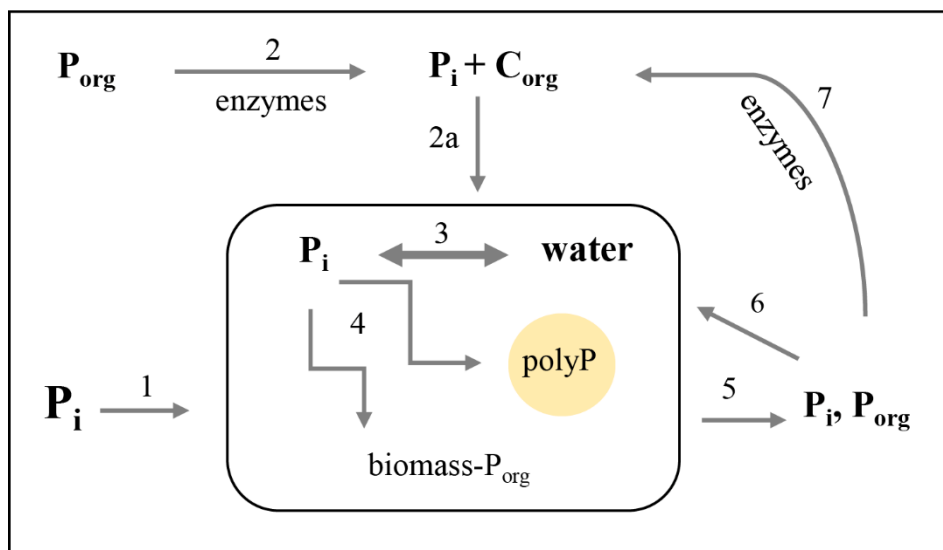 P_org 2 P_i + C_org
enzymes
7
enzymes
2a
P_i 3 water
4
polyP
6
P_i 1
5 P_i, P_org
biomass-P_org